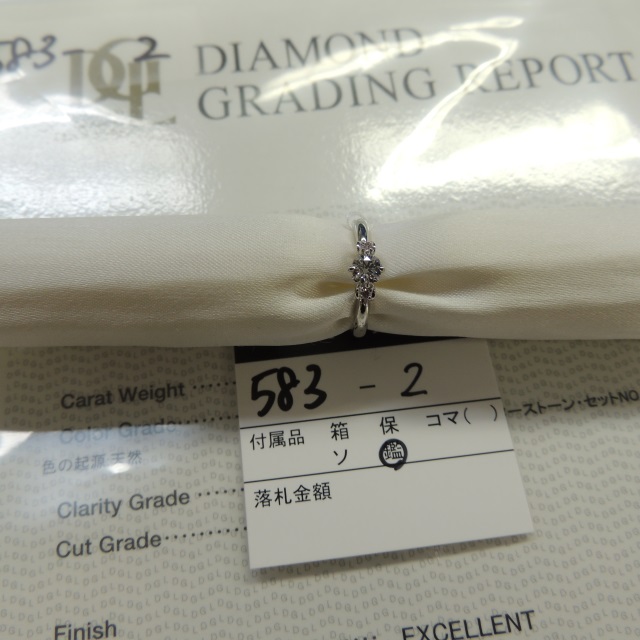 583-2
DIAMOND
GRADING REPORT
583 - 2
付属品 箱 保 コマ( )
ソ 鑑
落札金額
ーストーン・セットNO
Carat Weight
Color Grade
色の起源 天然
Clarity Grade
Cut Grade
Finish
EXCELLENT